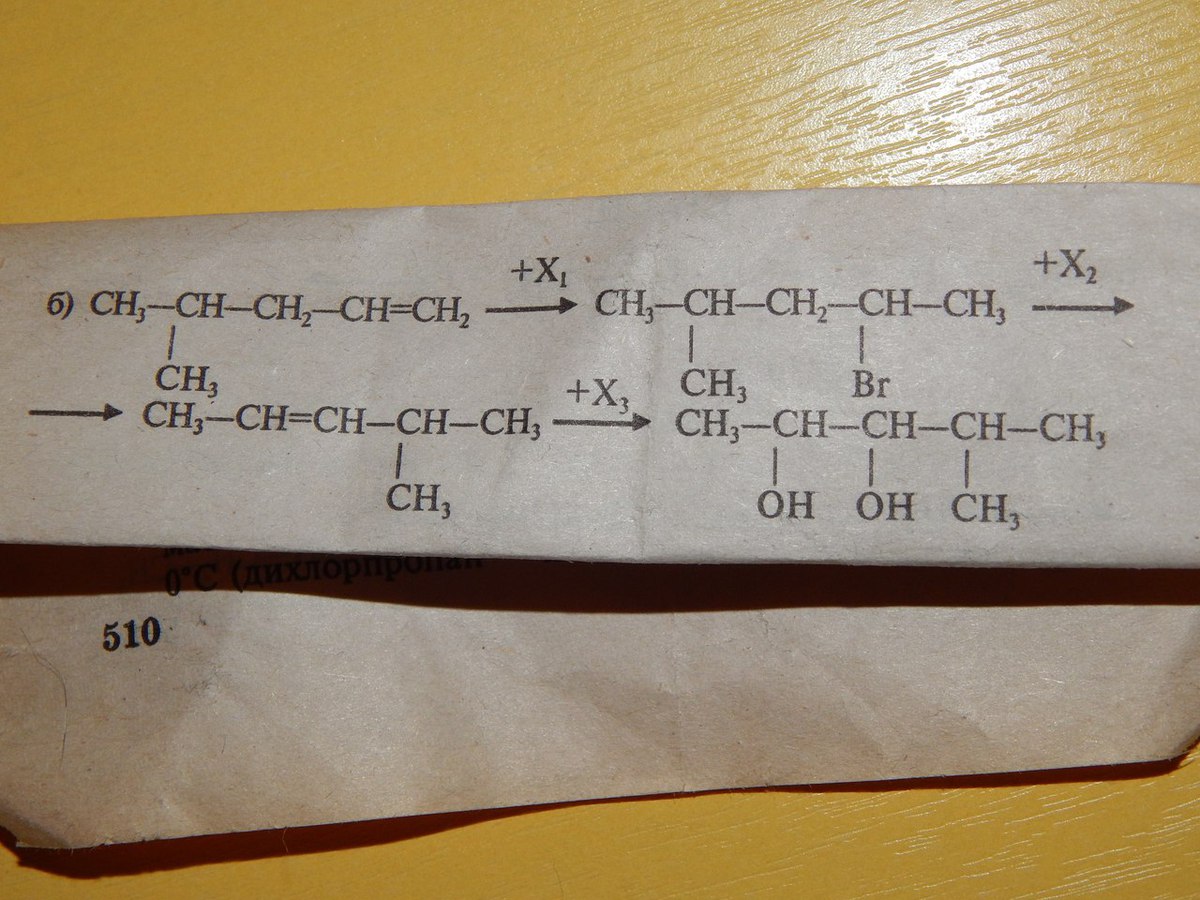 +X₁ +X₂
б) CH₃—CH—CH₂—CH=CH₂ ⟶ CH₃—CH—CH₂—CH—CH₃ ⟶
CH₃ CH₃ Br
+X₃
⟶ CH₃—CH=CH—CH—CH₃ ⟶ CH₃—CH—CH—CH—CH₃
CH₃ OH OH CH₃
0°C (дихлорпропан
510